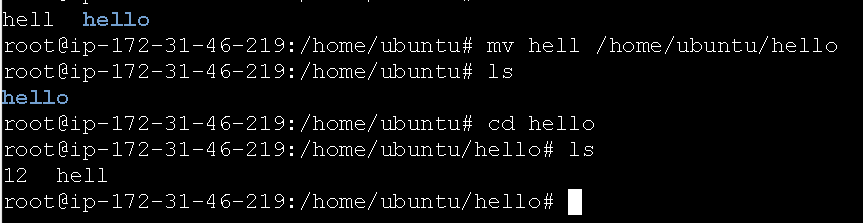 hell  hello
root@ip-172-31-46-219:/home/ubuntu# mv hell /home/ubuntu/hello
root@ip-172-31-46-219:/home/ubuntu# ls
hello
root@ip-172-31-46-219:/home/ubuntu# cd hello
root@ip-172-31-46-219:/home/ubuntu/hello# ls
12  hell
root@ip-172-31-46-219:/home/ubuntu/hello#